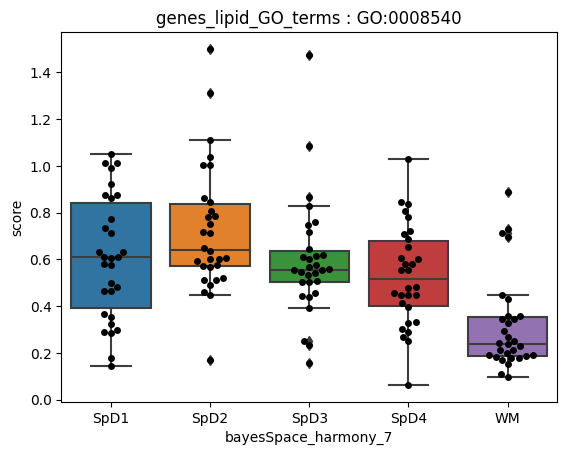 genes_lipid_GO_terms : GO:0008540
score
1.4
1.2
1.0
0.8
0.6
0.4
0.2
0.0
SpD1 SpD2 SpD3 SpD4 WM
bayesSpace_harmony_7